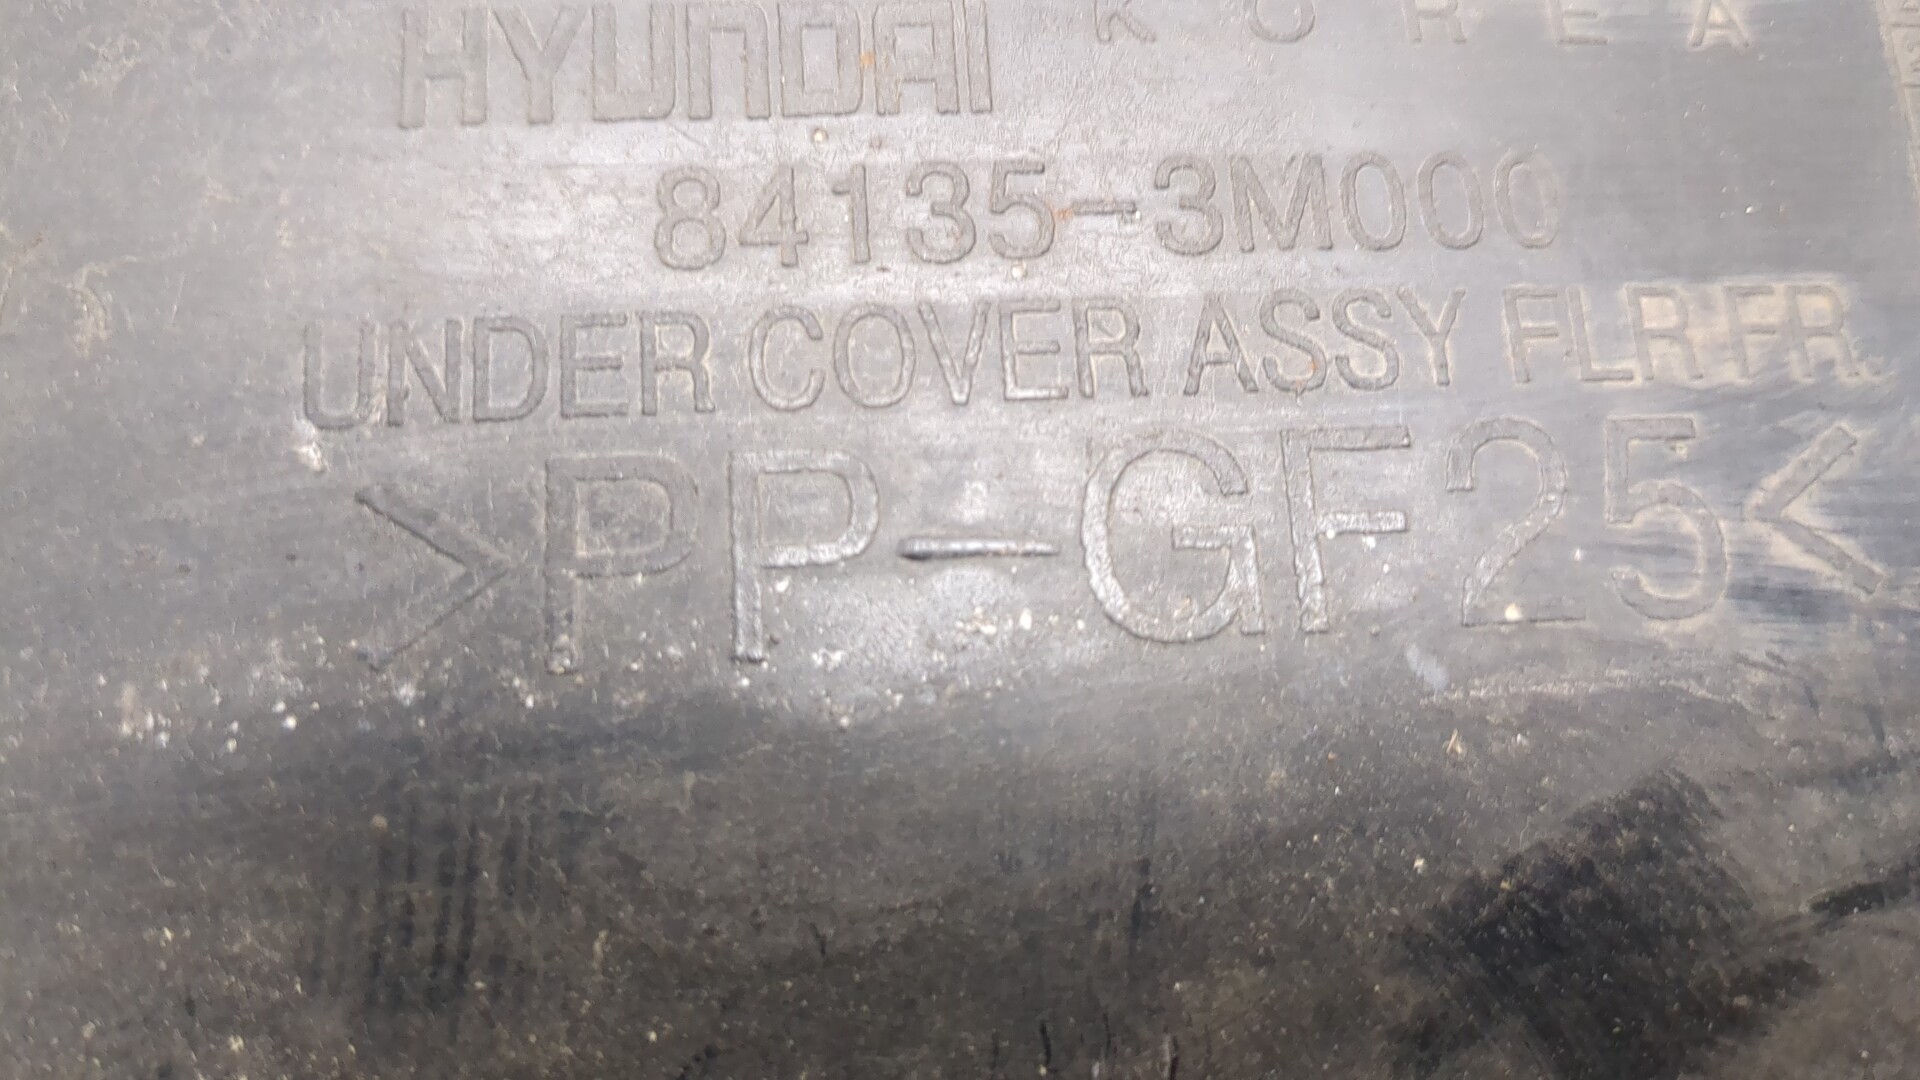 HYUNDAI KOREA
84135-3M000
UNDER COVER ASSY FLR FR.
>PP-GF25<